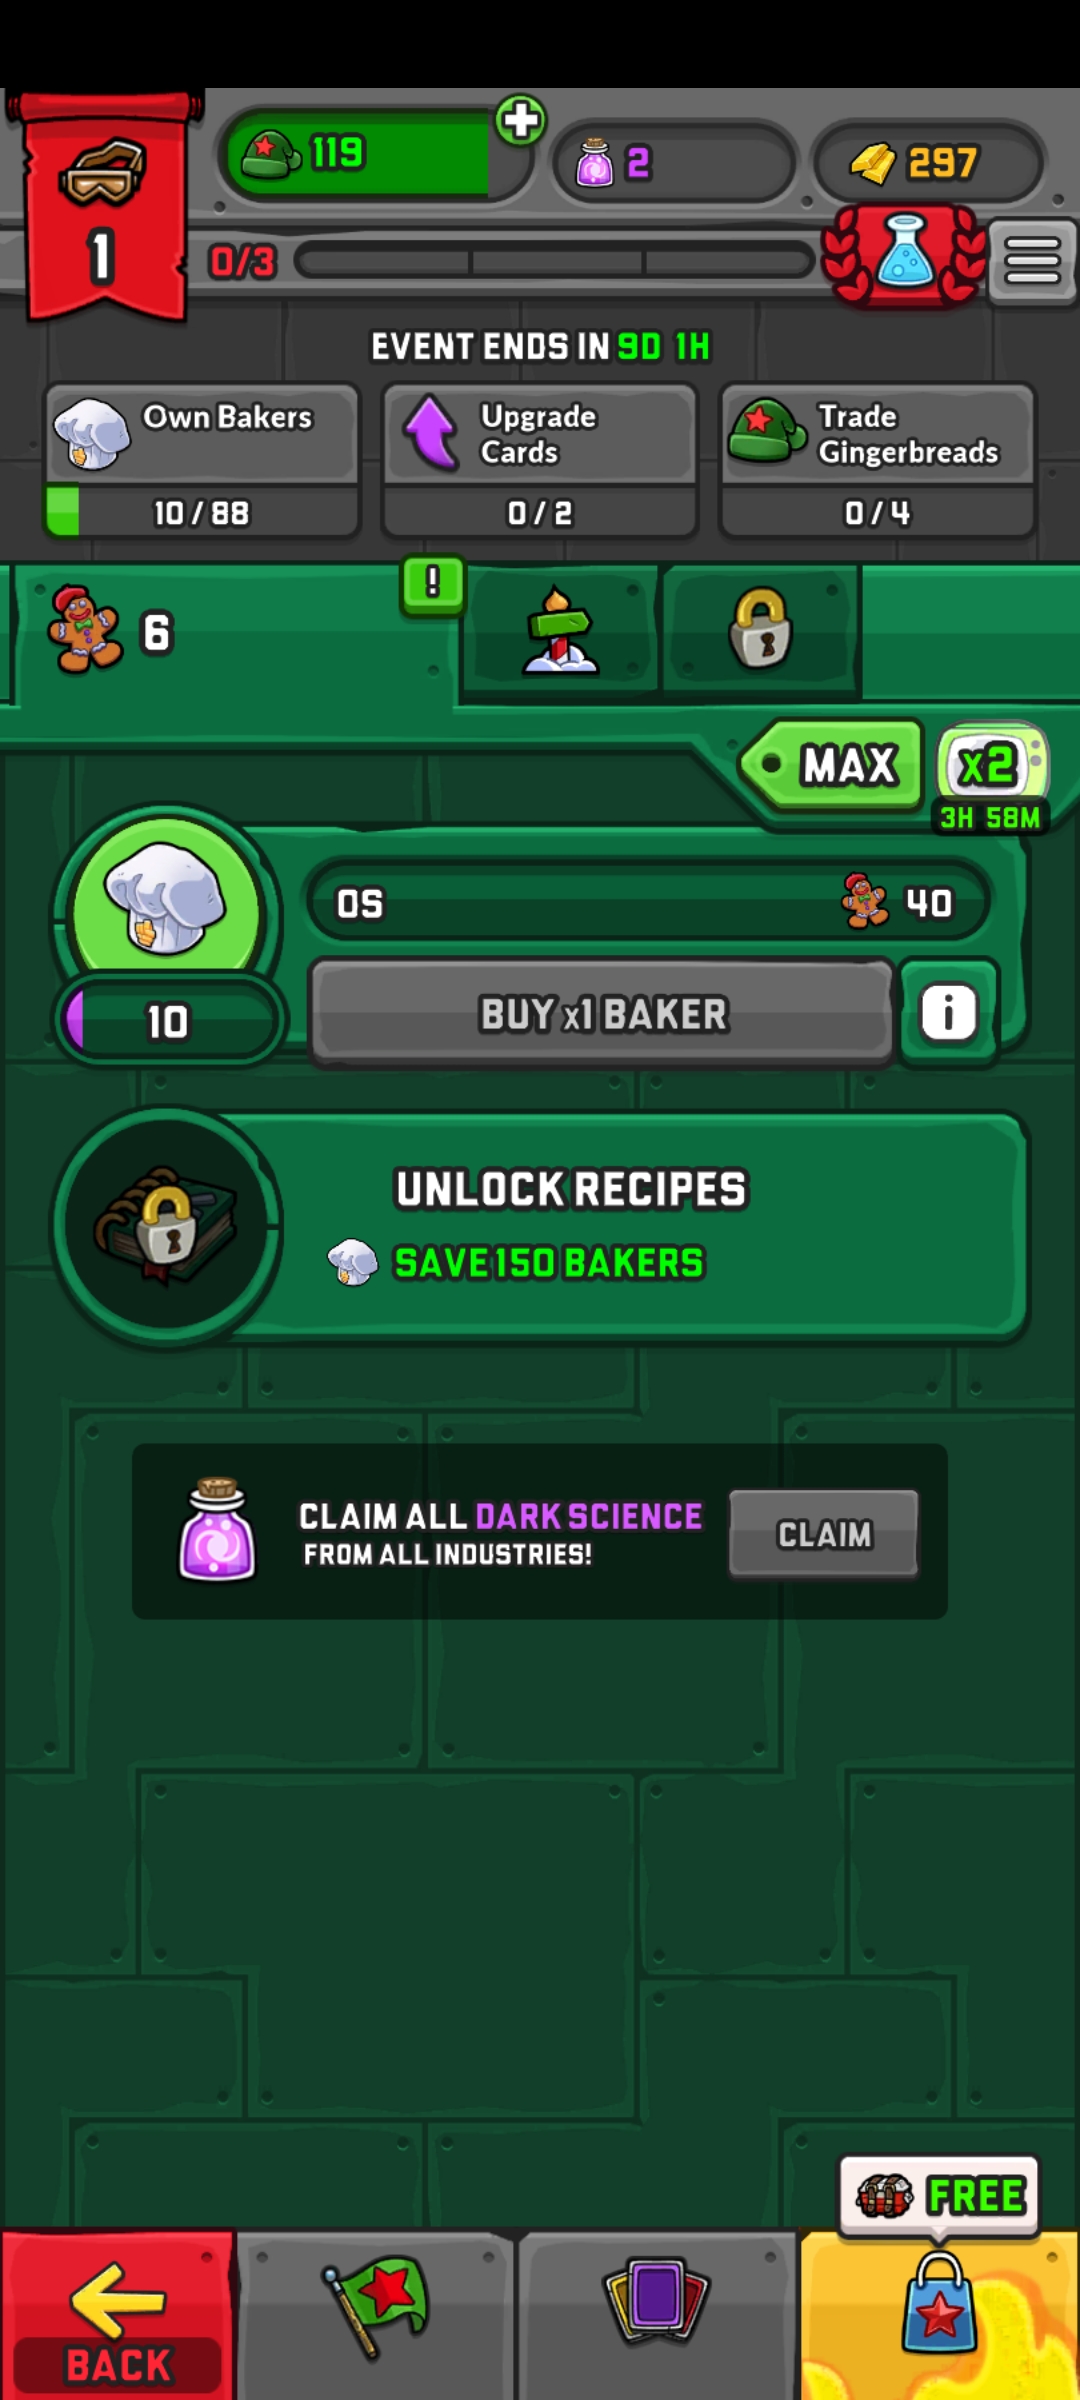 119
2
297
1
0/3
EVENT ENDS IN 9D 1H
Own Bakers
10/88
Upgrade
Cards
0/2
Trade
Gingerbreads
0/4
6
!
MAX
x2
3H 58M
0S
40
10
BUY x1 BAKER
i
UNLOCK RECIPES
SAVE 150 BAKERS
CLAIM ALL DARK SCIENCE
FROM ALL INDUSTRIES!
CLAIM
FREE
BACK